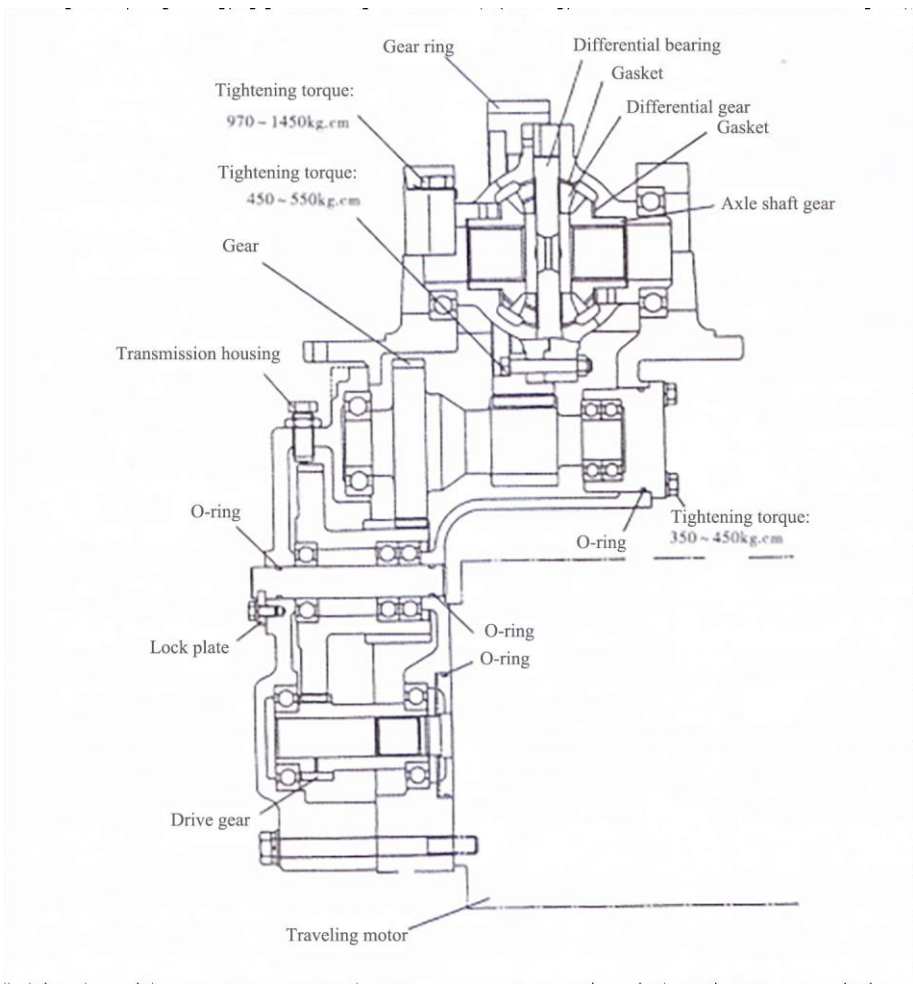 Gear ring
Differential bearing
Gasket
Tightening torque:
970~1450kg.cm
Differential gear
Gasket
Tightening torque:
450~550kg.cm
Axle shaft gear
Gear
Transmission housing
O-ring
Tightening torque:
350~450kg.cm
O-ring
Lock plate
O-ring
O-ring
Drive gear
Traveling motor